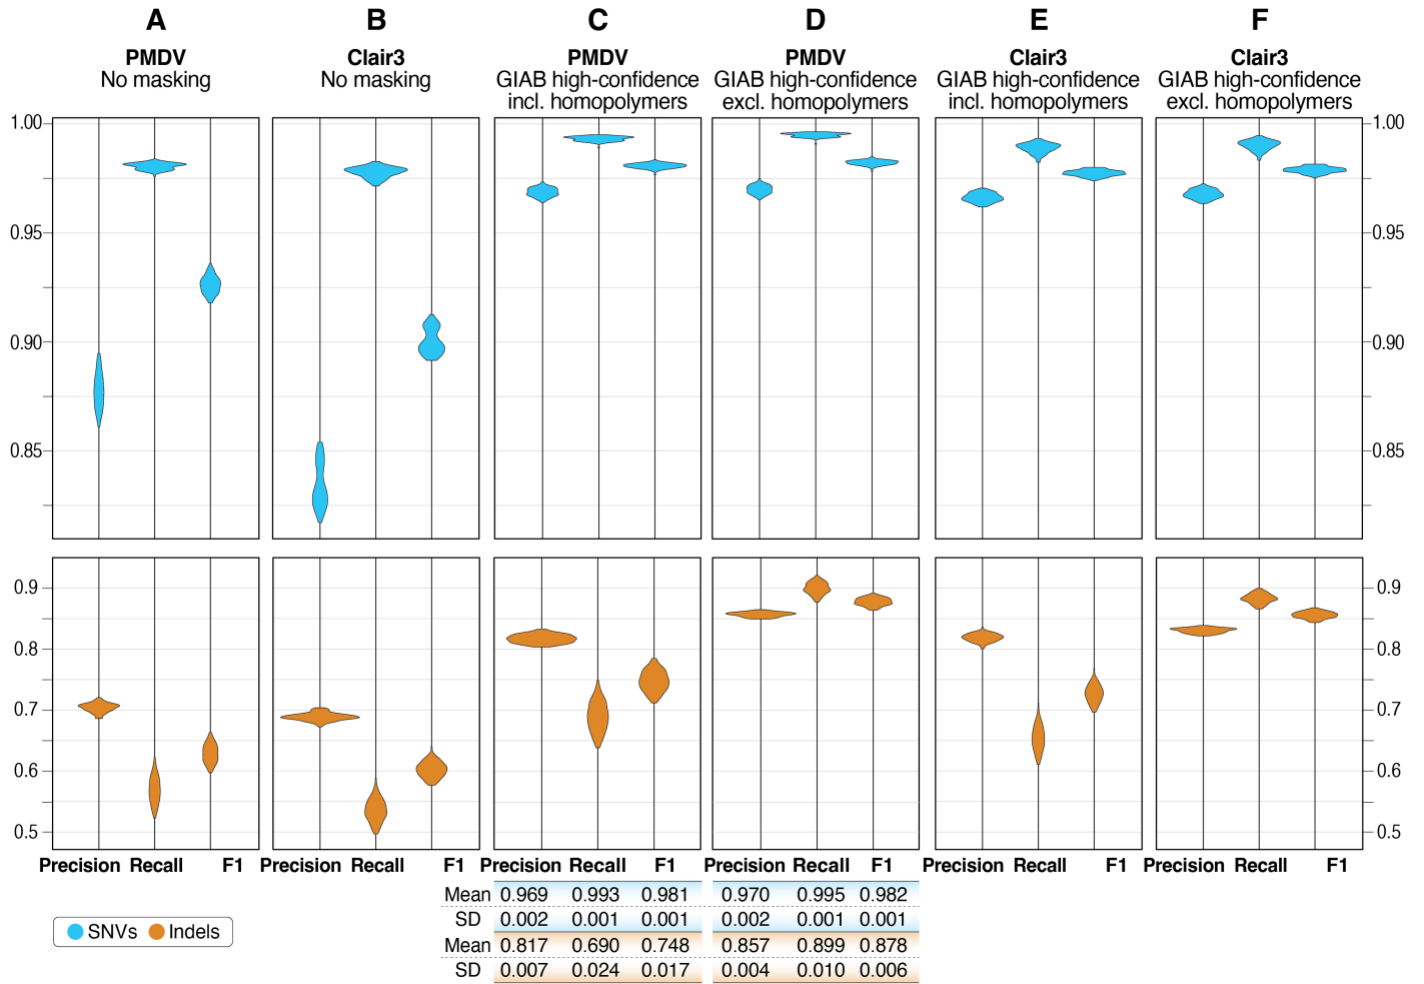 A
B
C
D
E
F
PMDV
No masking
Clair3
No masking
PMDV
GIAB high-confidence
incl. homopolymers
PMDV
GIAB high-confidence
excl. homopolymers
Clair3
GIAB high-confidence
incl. homopolymers
Clair3
GIAB high-confidence
excl. homopolymers
1.00
0.95
0.90
0.85
1.00
0.95
0.90
0.85
0.9
0.8
0.7
0.6
0.5
0.9
0.8
0.7
0.6
0.5
Precision Recall F1
Precision Recall F1
Precision Recall F1
Precision Recall F1
Precision Recall F1
Precision Recall F1
Mean 0.969 0.993 0.981 0.970 0.995 0.982
SD 0.002 0.001 0.001 0.002 0.001 0.001
Mean 0.817 0.690 0.748 0.857 0.899 0.878
SD 0.007 0.024 0.017 0.004 0.010 0.006
SNVs Indels